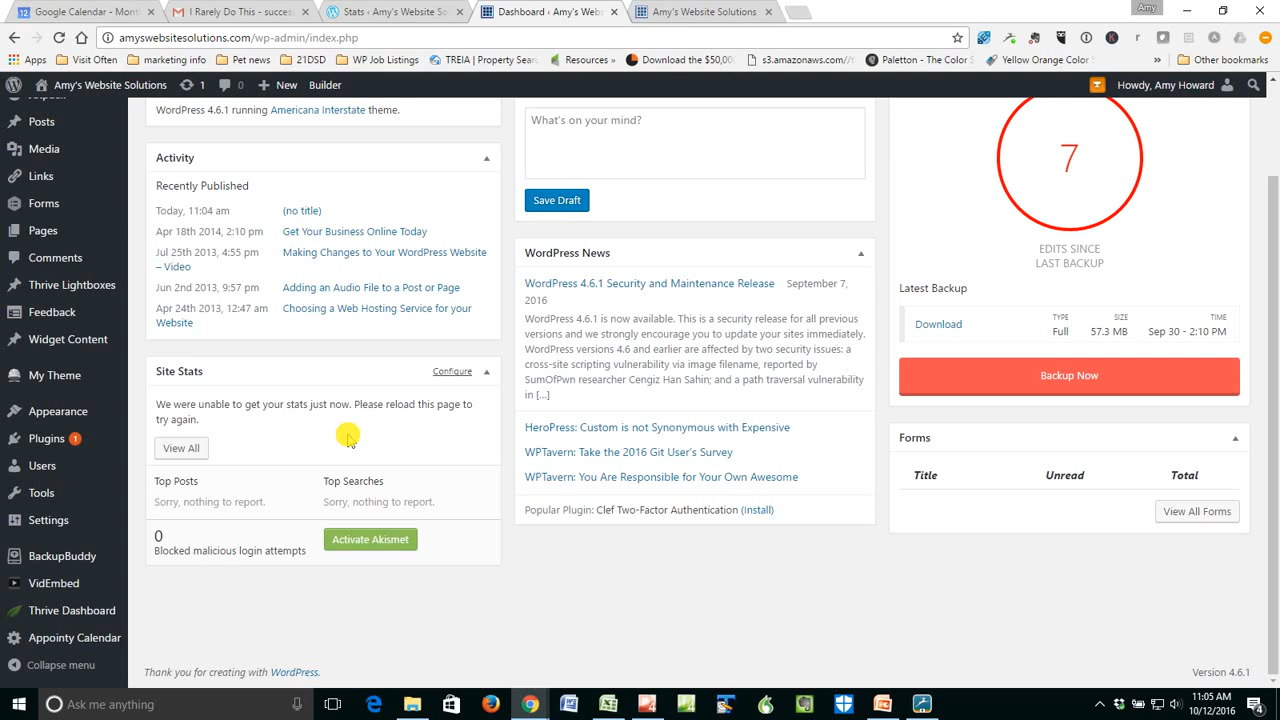 Google Calendar - Mont
I Rarely Do This - succes
Stats ‹ Amy's Website So
Dashboard ‹ Amy's Web
Amy's Website Solutions
Amy
amyswebsitesolutions.com/wp-admin/index.php
Apps
Visit Often
marketing info
Pet news
21DSD
WP Job Listings
TREIA | Property Sear
Resources »
Download the $50,00
s3.amazonaws.com/
Paletton - The Color
Yellow Orange Color
»
Other bookmarks
Amy's Website Solutions
1
0
New
Builder
Howdy, Amy Howard
Posts
Media
Links
Forms
Pages
Comments
Thrive Lightboxes
Feedback
Widget Content
My Theme
Appearance
Plugins 1
Users
Tools
Settings
BackupBuddy
VidEmbed
Thrive Dashboard
Appointy Calendar
Collapse menu
WordPress 4.6.1 running Americana Interstate theme.
Activity
Recently Published
Today, 11:04 am (no title)
Apr 18th 2014, 2:10 pm Get Your Business Online Today
Jul 25th 2013, 4:55 pm Making Changes to Your WordPress Website
– Video
Jun 2nd 2013, 9:57 pm Adding an Audio File to a Post or Page
Apr 24th 2013, 12:47 am Choosing a Web Hosting Service for your
Website
Site Stats
Configure
We were unable to get your stats just now. Please reload this page to
try again.
View All
Top Posts
Sorry, nothing to report.
Top Searches
Sorry, nothing to report.
0
Blocked malicious login attempts
Activate Akismet
What's on your mind?
Save Draft
WordPress News
WordPress 4.6.1 Security and Maintenance Release September 7,
2016
WordPress 4.6.1 is now available. This is a security release for all previous
versions and we strongly encourage you to update your sites immediately.
WordPress versions 4.6 and earlier are affected by two security issues: a
cross-site scripting vulnerability via image filename, reported by
SumOfPwn researcher Cengiz Han Sahin; and a path traversal vulnerability
in [...]
HeroPress: Custom is not Synonymous with Expensive
WPTavern: Take the 2016 Git User's Survey
WPTavern: You Are Responsible for Your Own Awesome
Popular Plugin: Clef Two-Factor Authentication (Install)
7
EDITS SINCE
LAST BACKUP
Latest Backup
Download
TYPE
Full
SIZE
57.3 MB
TIME
Sep 30 - 2:10 PM
Backup Now
Forms
Title Unread Total
View All Forms
Thank you for creating with WordPress.
Version 4.6.1
Ask me anything
11:05 AM
10/12/2016
4